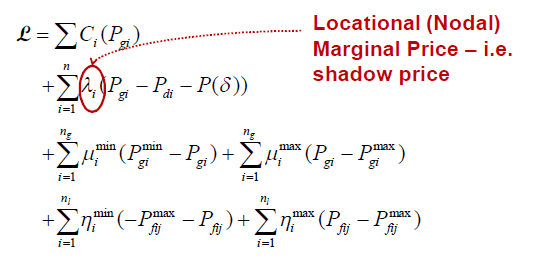 ℒ = ∑ C_i (P_gi)
+ ∑_{i=1}^{n} λ_i (P_gi − P_di − P(δ))
+ ∑_{i=1}^{n_g} μ_i^min (P_gi^min − P_gi) + ∑_{i=1}^{n_g} μ_i^max (P_gi − P_gi^max)
+ ∑_{i=1}^{n_l} η_i^min (−P_fij^max − P_fij) + ∑_{i=1}^{n_l} η_i^max (P_fij − P_fij^max)
Locational (Nodal)
Marginal Price – i.e.
shadow price